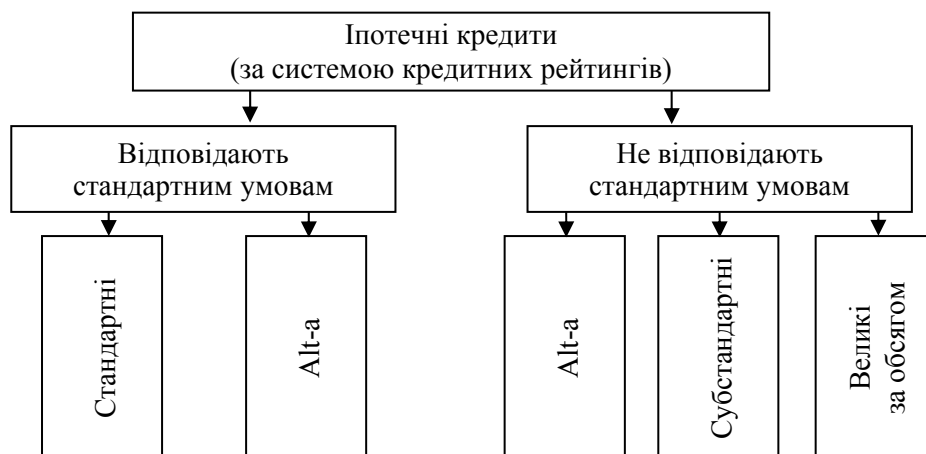 Іпотечні кредити
(за системою кредитних рейтингів)
Відповідають
стандартним умовам
Не відповідають
стандартним умовам
Стандартні
Alt-a
Alt-a
Субстандартні
Великі
за обсягом